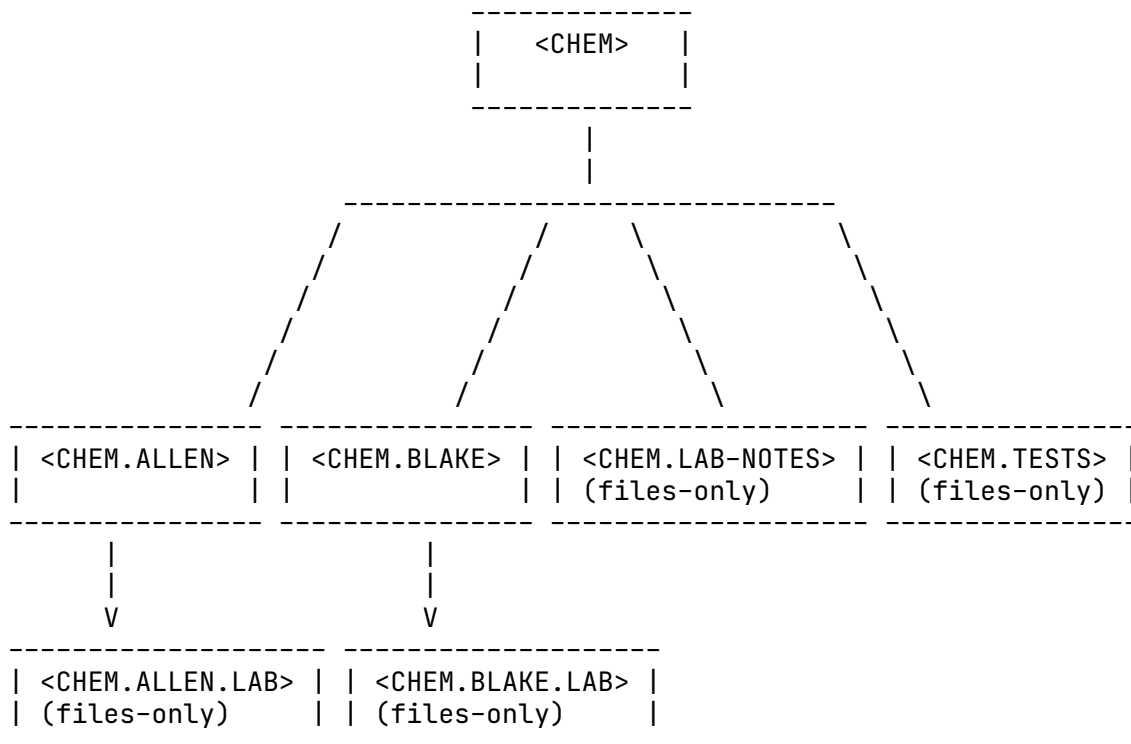 <CHEM>
<CHEM.ALLEN> <CHEM.BLAKE> <CHEM.LAB-NOTES> <CHEM.TESTS>
(files-only) (files-only)
V V
<CHEM.ALLEN.LAB> <CHEM.BLAKE.LAB>
(files-only) (files-only)